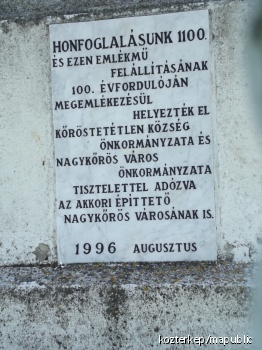 HONFOGLALÁSUNK 1100.
ÉS EZEN EMLÉKMŰ
FELÁLLÍTÁSÁNAK
100. ÉVFORDULÓJÁN
MEGEMLÉKEZÉSÜL
HELYEZTÉK EL
KŐRÖSTETÉTLEN KÖZSÉG
ÖNKORMÁNYZATA ÉS
NAGYKŐRÖS VÁROS
ÖNKORMÁNYZATA
TISZTELETTEL ADÓZVA
AZ AKKORI ÉPÍTTETŐ
NAGYKŐRÖS VÁROSÁNAK IS.
1996 AUGUSZTUS
kozterkep/mapublic